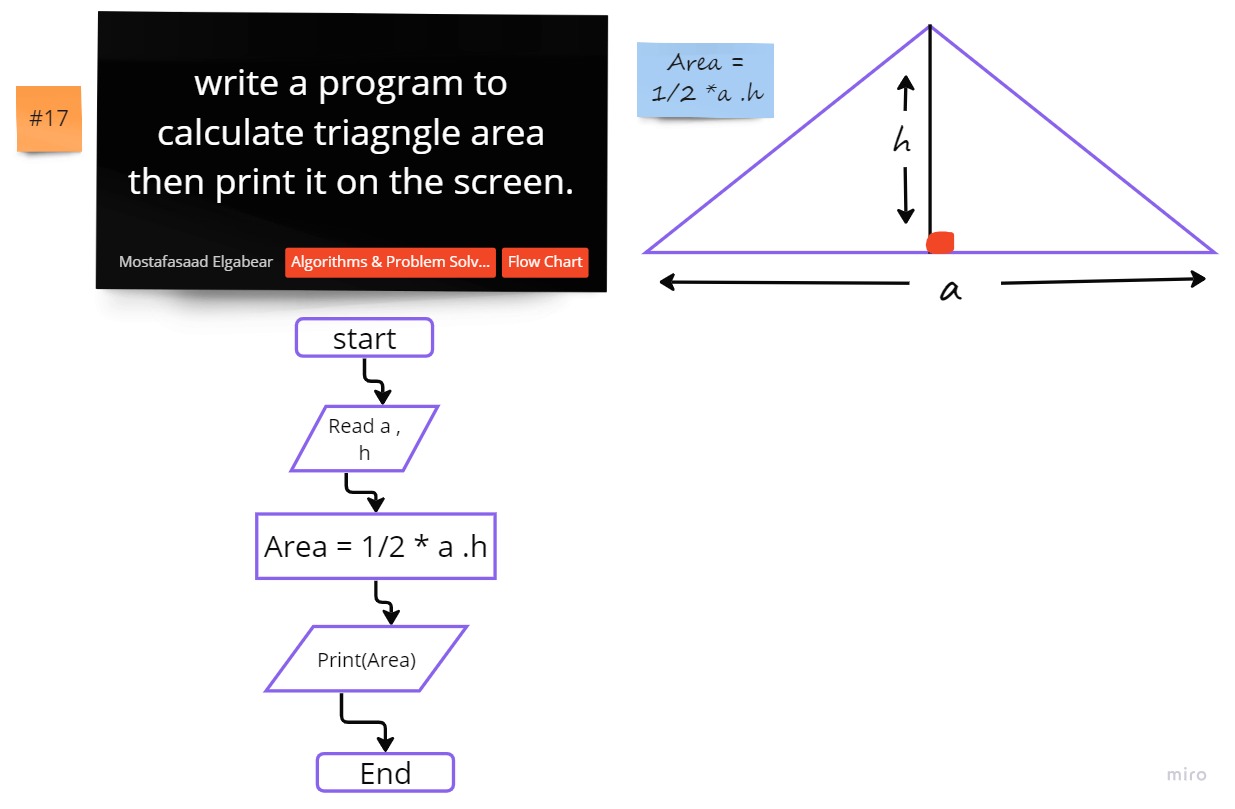 #17
write a program to
calculate triagngle area
then print it on the screen.
Mostafasaad Elgabear
Algorithms & Problem Solv...
Flow Chart
Area =
1/2 *a .h
h
a
start
Read a ,
h
Area = 1/2 * a .h
Print(Area)
End
miro